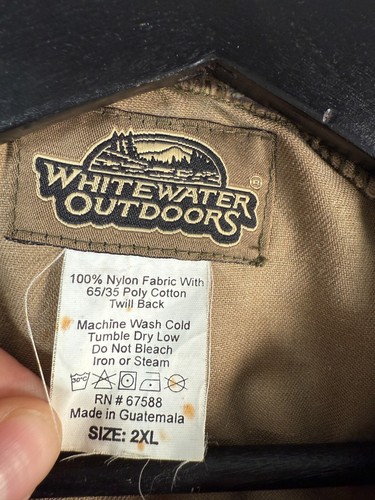 WHITEWATER
OUTDOORS
®
100% Nylon Fabric With
65/35 Poly Cotton
Twill Back
Machine Wash Cold
Tumble Dry Low
Do Not Bleach
Iron or Steam
30°C
RN # 67588
Made in Guatemala
SIZE: 2XL